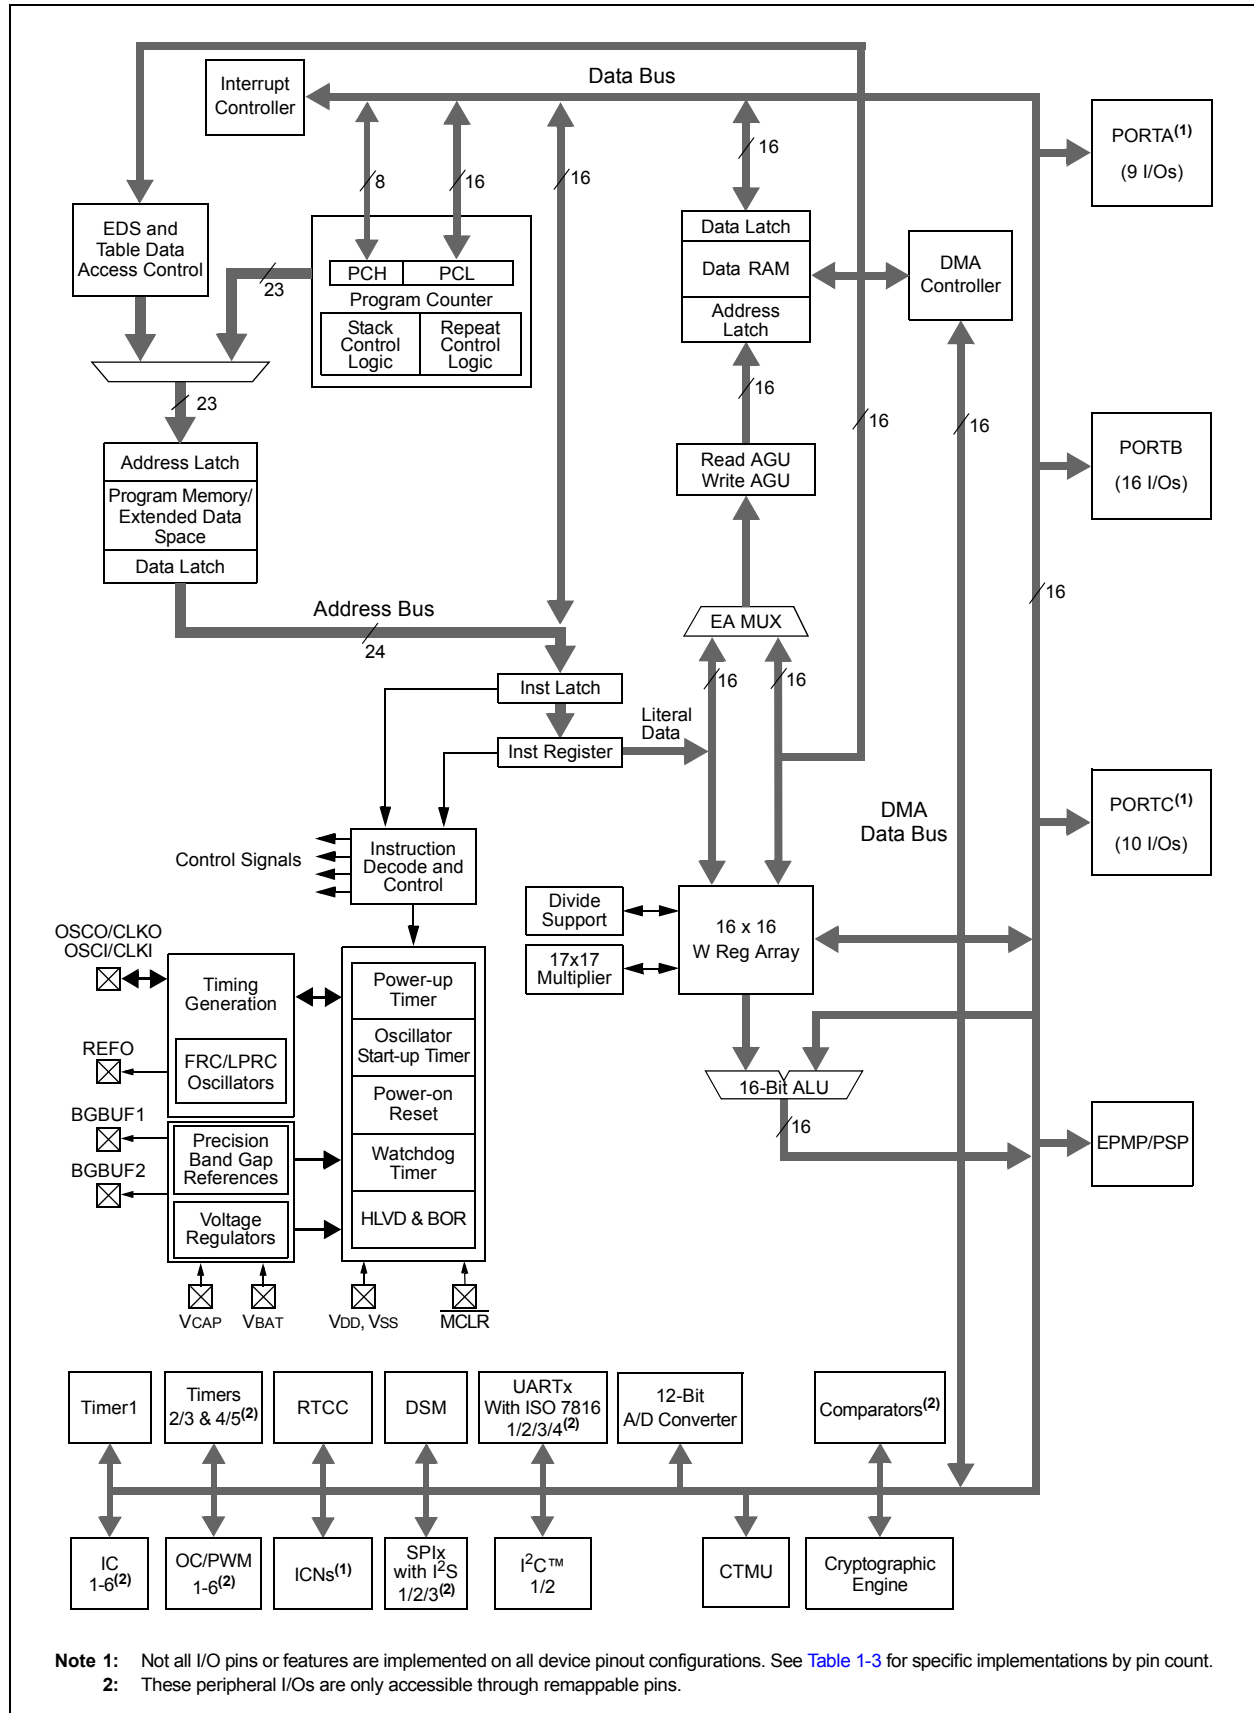 Data Bus
Interrupt
Controller
PORTA(1)
(9 I/Os)
16
8
16
16
EDS and
Table Data
Access Control
Data Latch
Data RAM
Address
Latch
DMA
Controller
23
PCH
PCL
Program Counter
Stack
Control
Logic
Repeat
Control
Logic
16
23
16
16
Address Latch
Program Memory/
Extended Data
Space
Data Latch
Read AGU
Write AGU
PORTB
(16 I/Os)
16
Address Bus
24
EA MUX
Inst Latch
16
16
Literal
Data
Inst Register
DMA
Data Bus
PORTC(1)
(10 I/Os)
Control Signals
Instruction
Decode and
Control
Divide
Support
16 x 16
W Reg Array
17x17
Multiplier
OSCO/CLKO
OSCI/CLKI
Timing
Generation
Power-up
Timer
REFO
FRC/LPRC
Oscillators
Oscillator
Start-up Timer
16-Bit ALU
16
Power-on
Reset
BGBUF1
Precision
Band Gap
References
Watchdog
Timer
EPMP/PSP
BGBUF2
Voltage
Regulators
HLVD & BOR
VCAP
VBAT
VDD, VSS
MCLR
Timer1
Timers
2/3 & 4/5(2)
RTCC
DSM
UARTx
With ISO 7816
1/2/3/4(2)
12-Bit
A/D Converter
Comparators(2)
IC
1-6(2)
OC/PWM
1-6(2)
ICNs(1)
SPIx
with I2S
1/2/3(2)
I2C™
1/2
CTMU
Cryptographic
Engine
Note 1: Not all I/O pins or features are implemented on all device pinout configurations. See Table 1-3 for specific implementations by pin count.
2: These peripheral I/Os are only accessible through remappable pins.